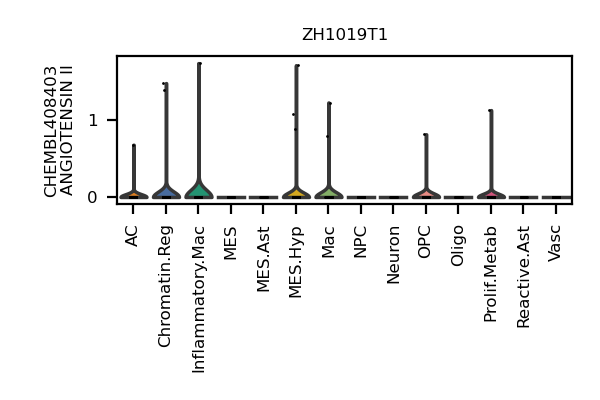 ZH1019T1
CHEMBL408403
ANGIOTENSIN II
1
0
AC
Chromatin.Reg
Inflammatory.Mac
MES
MES.Ast
MES.Hyp
Mac
NPC
Neuron
OPC
Oligo
Prolif.Metab
Reactive.Ast
Vasc